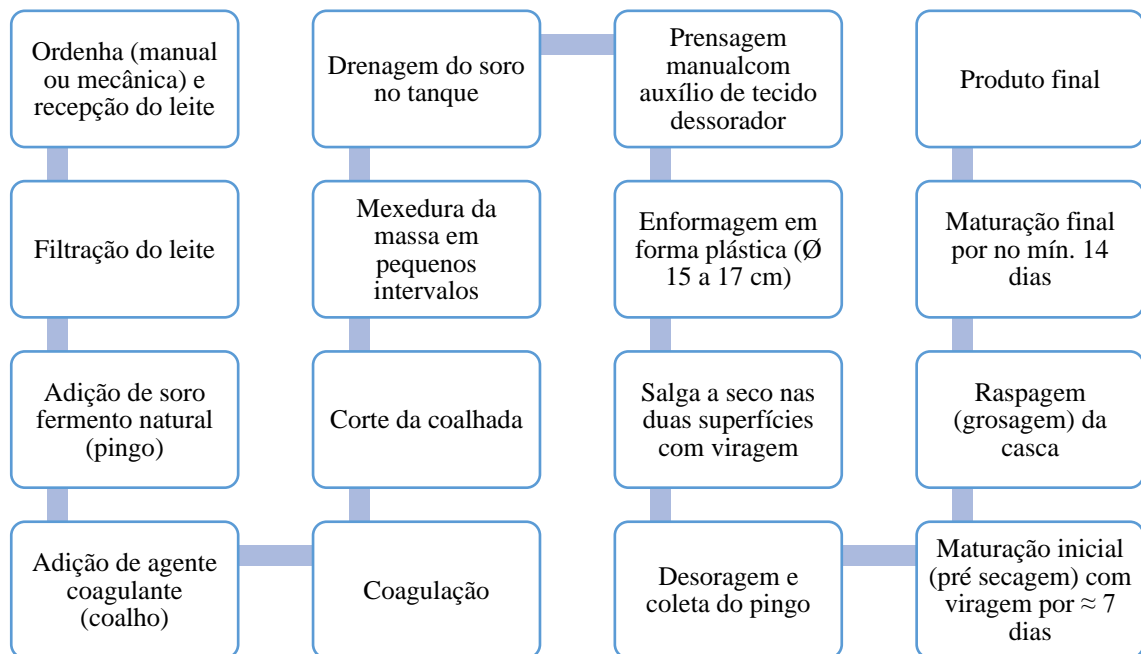 Ordenha (manual
ou mecânica) e
recepção do leite
Filtração do leite
Adição de soro
fermento natural
(pingo)
Adição de agente
coagulante
(coalho)
Coagulação
Corte da coalhada
Mexedura da
massa em
pequenos
intervalos
Drenagem do soro
no tanque
Prensagem
manualcom
auxílio de tecido
dessorador
Enformagem em
forma plástica (Ø
15 a 17 cm)
Salga a seco nas
duas superfícies
com viragem
Desoragem e
coleta do pingo
Maturação inicial
(pré secagem) com
viragem por ≈ 7
dias
Raspagem
(grosagem) da
casca
Maturação final
por no mín. 14
dias
Produto final